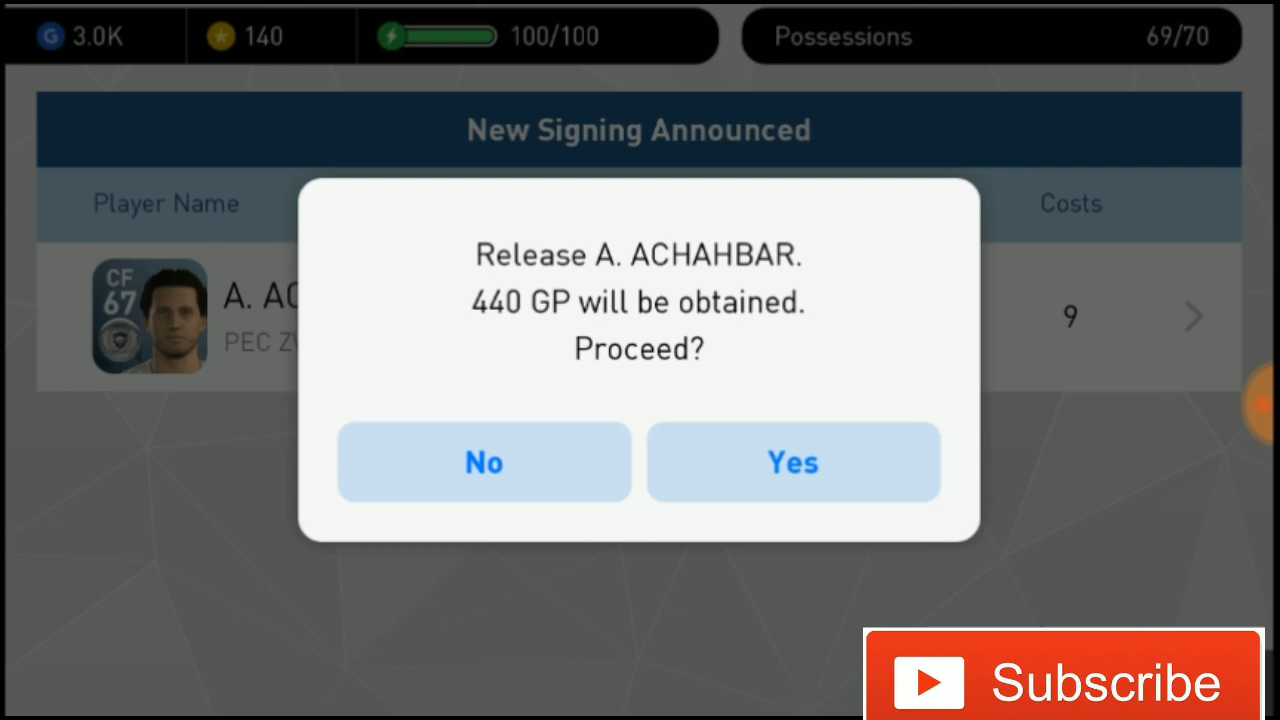 G 3.0K 140 100/100 Possessions 69/70
New Signing Announced
Player Name Costs
CF
67
A. AC
PEC
9
Release A. ACHAHBAR.
440 GP will be obtained.
Proceed?
No Yes
Subscribe